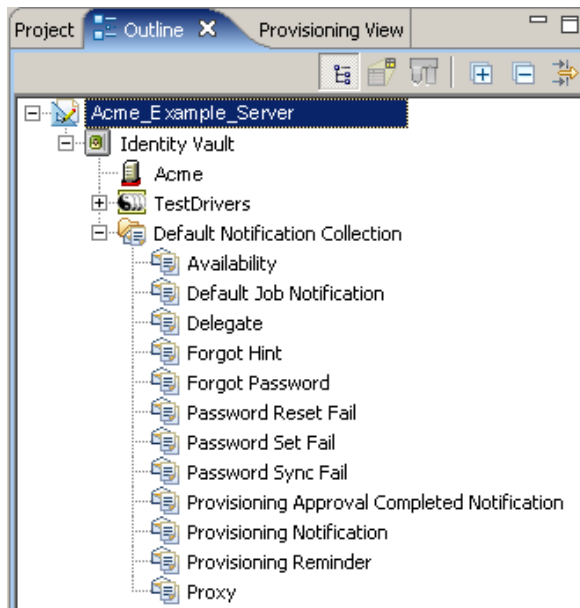 Project Outline Provisioning View
Acme_Example_Server
Identity Vault
Acme
TestDrivers
Default Notification Collection
Availability
Default Job Notification
Delegate
Forgot Hint
Forgot Password
Password Reset Fail
Password Set Fail
Password Sync Fail
Provisioning Approval Completed Notification
Provisioning Notification
Provisioning Reminder
Proxy